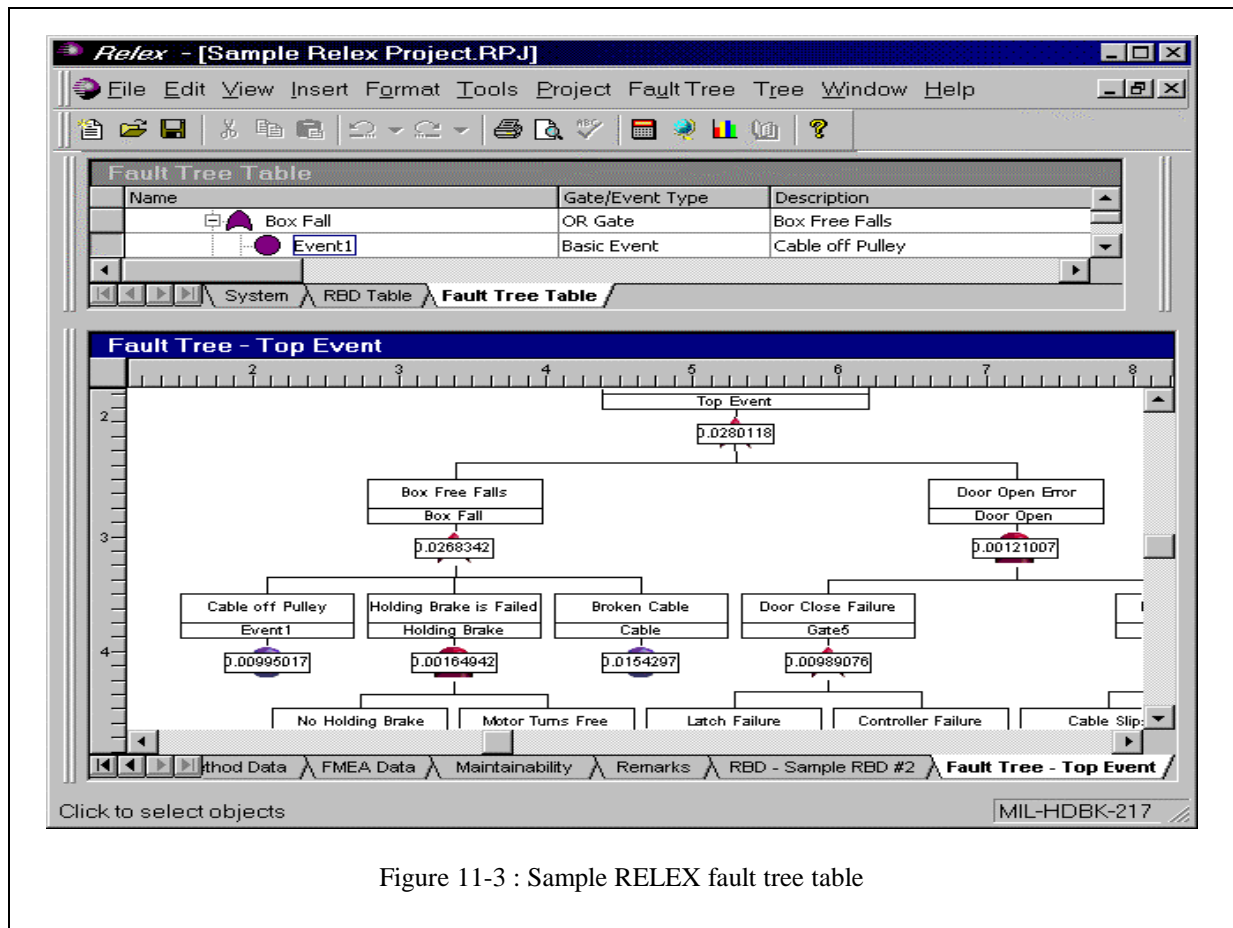 Relex - [Sample Relex Project.RPJ]
File Edit View Insert Format Tools Project Fault Tree Tree Window Help
ABC
Fault Tree Table
Name Gate/Event Type Description
Box Fall OR Gate Box Free Falls
Event1 Basic Event Cable off Pulley
System RBD Table Fault Tree Table
Fault Tree - Top Event
2 3 4 5 6 7 8
2
3
4
Top Event
0.0280118
Box Free Falls
Box Fall
0.0268342
Door Open Error
Door Open
0.00121007
Cable off Pulley
Event1
0.00995017
Holding Brake is Failed
Holding Brake
0.00164942
Broken Cable
Cable
0.0154297
Door Close Failure
Gate5
0.00989076
No Holding Brake
Motor Turns Free
Latch Failure
Controller Failure
Cable Slip
thod Data FMEA Data Maintainability Remarks RBD - Sample RBD #2 Fault Tree - Top Event
Click to select objects MIL-HDBK-217
Figure 11-3 : Sample RELEX fault tree table